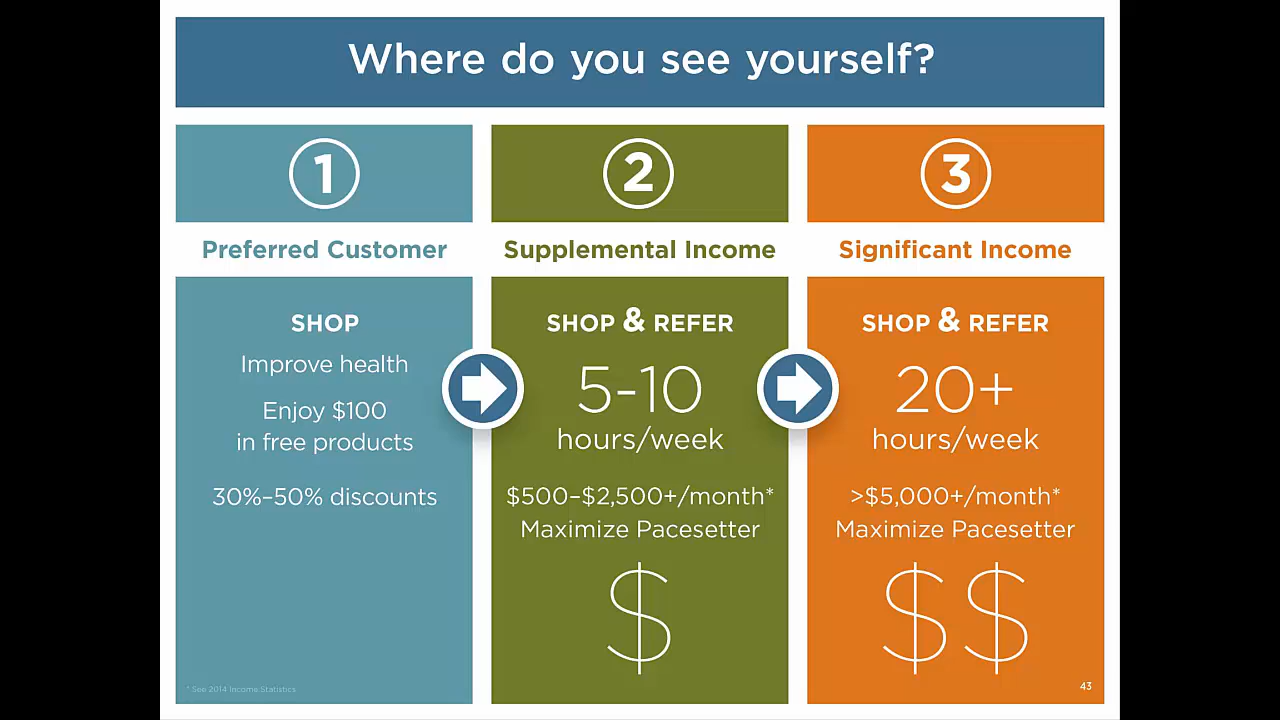 Where do you see yourself?
1
Preferred Customer
SHOP
Improve health
Enjoy $100
in free products
30%–50% discounts
* See 2014 Income Statistics
2
Supplemental Income
SHOP & REFER
5-10
hours/week
$500–$2,500+/month*
Maximize Pacesetter
$
3
Significant Income
SHOP & REFER
20+
hours/week
>$5,000+/month*
Maximize Pacesetter
$$
43